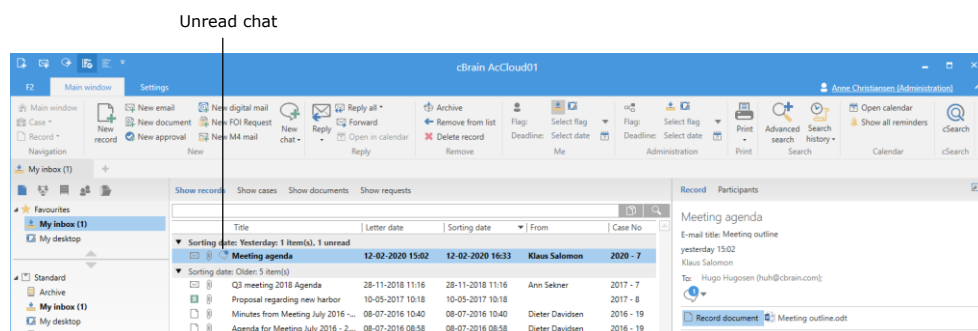 Unread chat
cBrain AcCloud01
F2 Main window Settings Anne Christiansen (Administration)
Main window New email New digital mail Reply all Archive Open calendar
Case New document New FOI Request Forward Remove from list Flag: Select flag Flag: Select flag Show all reminders
Record New record New approval New M4 mail New chat Reply Open in calendar Delete record Deadline: Select date Deadline: Select date Print Advanced search Search history cSearch
Navigation New Reply Remove Me Administration Print Search Calendar cSearch
My inbox (1) +
Show records Show cases Show documents Show requests Record Participants
Favourites
My inbox (1)
My desktop
Standard
Archive
My inbox (1)
My desktop
Title Letter date Sorting date From Case No
Sorting date: Yesterday: 1 item(s), 1 unread
Meeting agenda 12-02-2020 15:02 12-02-2020 16:33 Klaus Salomon 2020 - 7
Sorting date: Older: 5 item(s)
Q3 meeting 2018 Agenda 28-11-2018 11:16 28-11-2018 11:16 Ann Sekner 2017 - 7
Proposal regarding new harbor 10-05-2017 10:18 10-05-2017 10:18 2017 - 8
Minutes from Meeting July 2016 -... 08-07-2016 10:40 08-07-2016 10:40 Dieter Davidsen 2016 - 19
Agenda for Meeting July 2016 - 2... 08-07-2016 08:58 08-07-2016 08:58 Dieter Davidsen 2016 - 19
Meeting agenda
E-mail title: Meeting outline
yesterday 15:02
Klaus Salomon
To: Hugo Hugosen (huh@cbrain.com);
Record document Meeting outline.odt